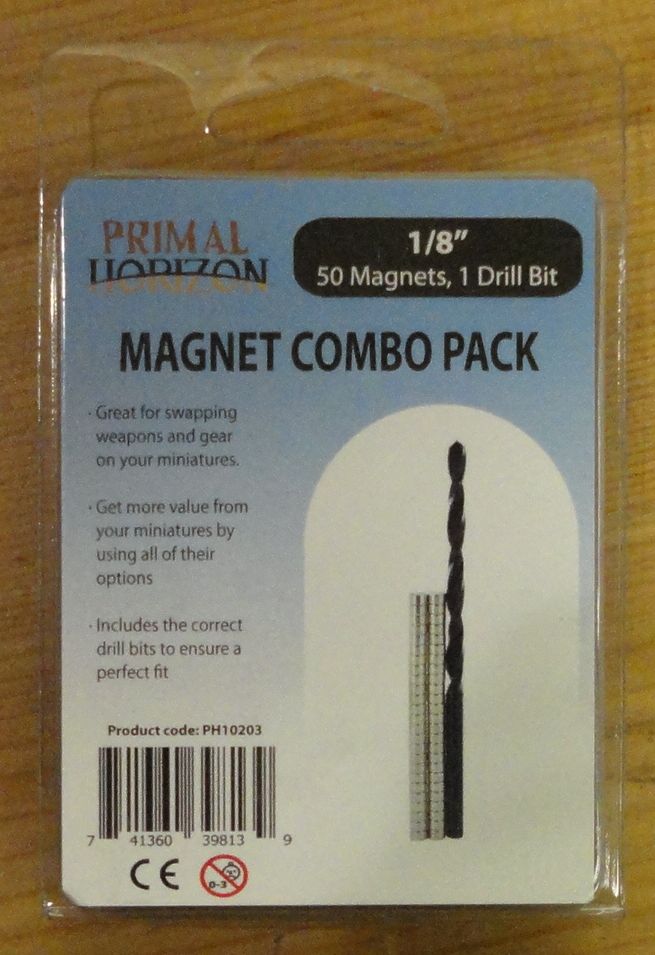 PRIMAL
HORIZON
1/8”
50 Magnets, 1 Drill Bit
MAGNET COMBO PACK
· Great for swapping
weapons and gear
on your miniatures.
· Get more value from
your miniatures by
using all of their
options
· Includes the correct
drill bits to ensure a
perfect fit
Product code: PH10203
7 41360 39813 9
CE
0-3